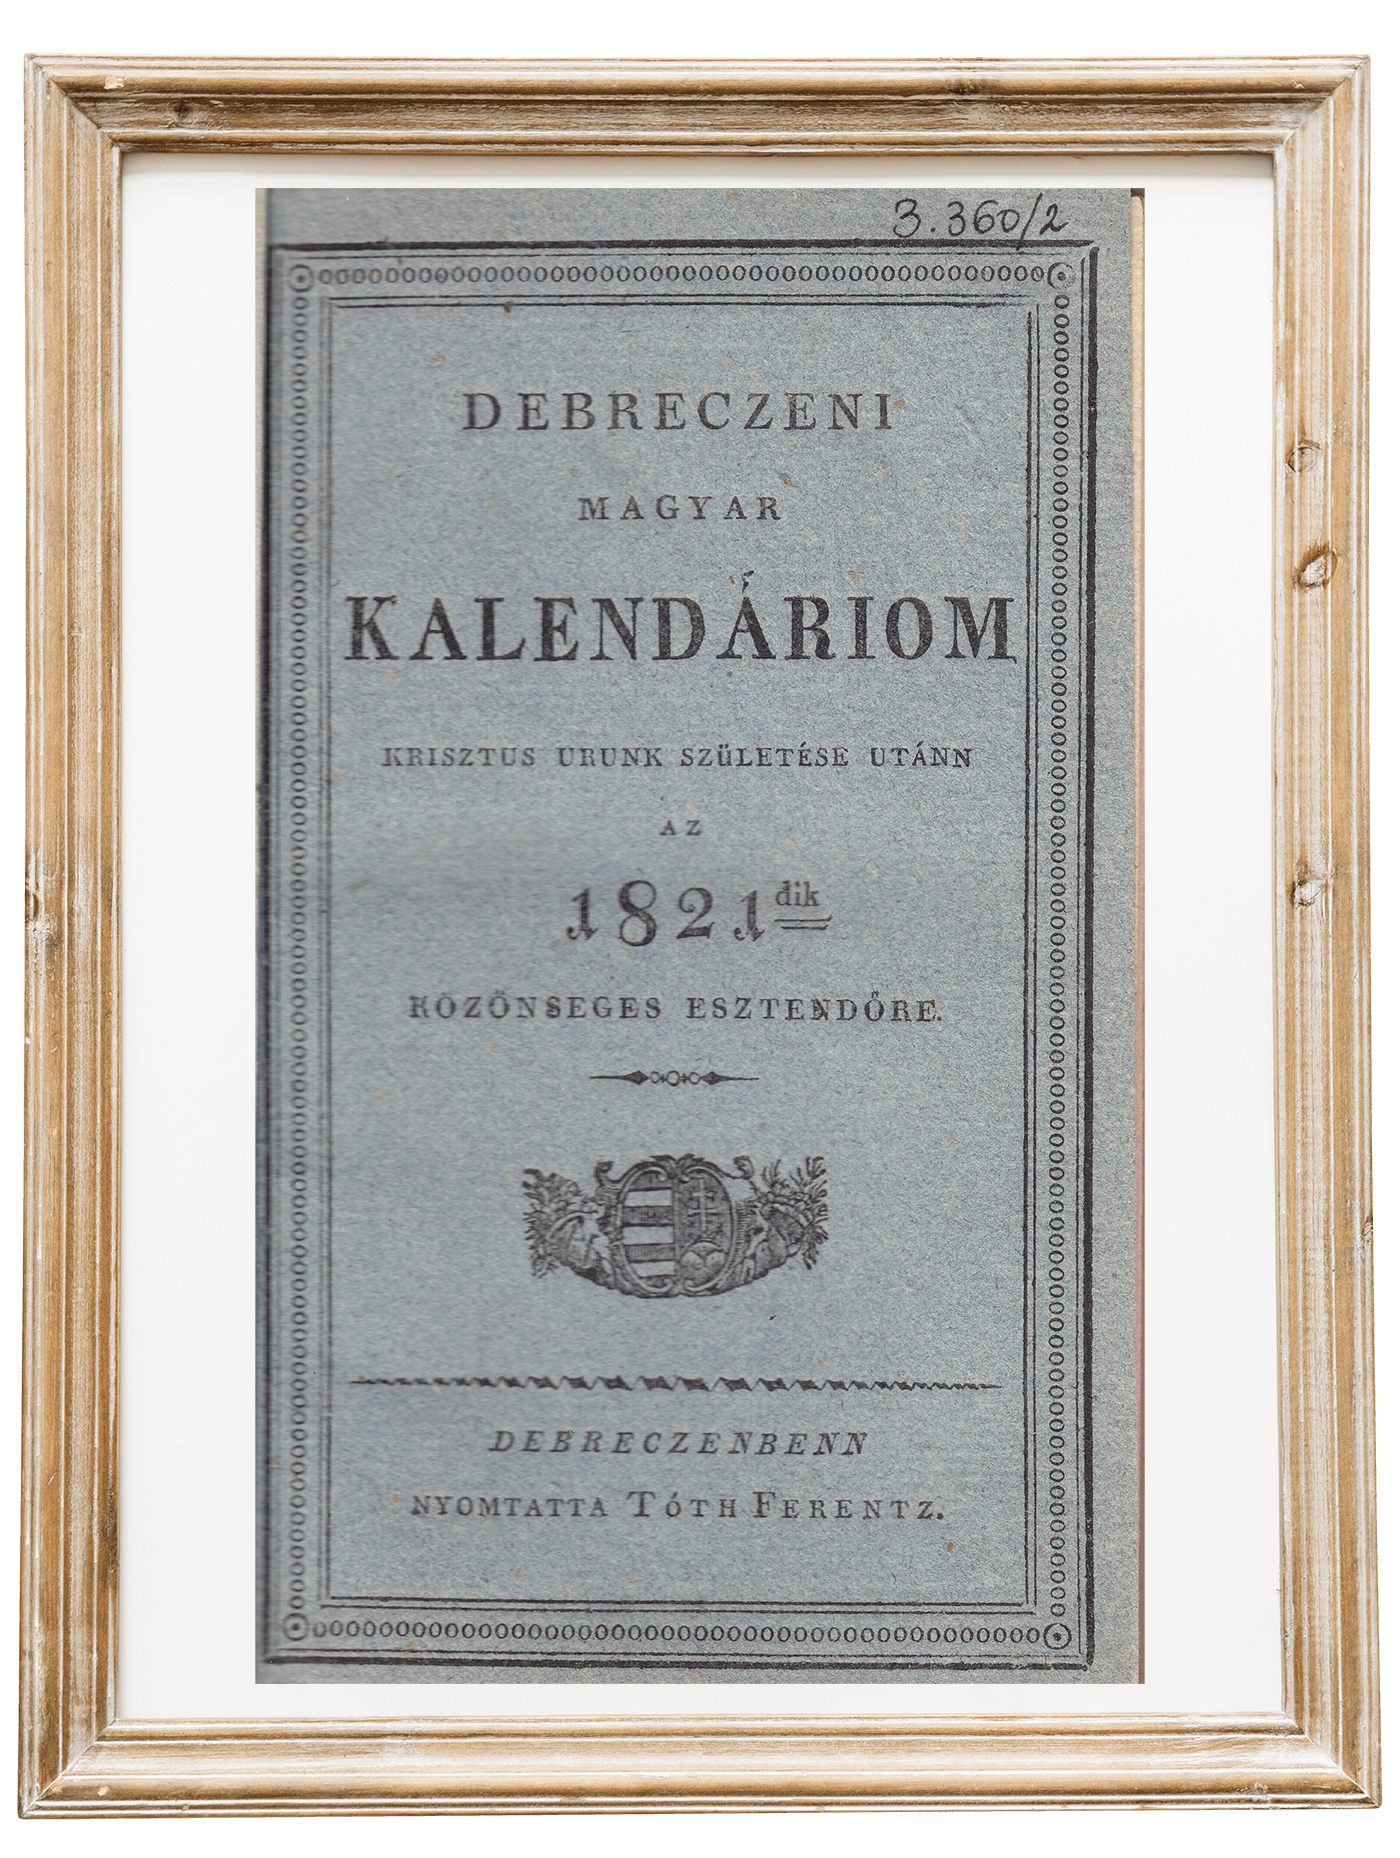 3.360/2
DEBRECZENI
MAGYAR
KALENDÁRIOM
KRISZTUS URUNK SZÜLETÉSE UTÁNN
AZ
1821dik
KÖZÖNSEGES ESZTENDŐRE.
DEBRECZENBENN
NYOMTATTA TÓTH FERENTZ.